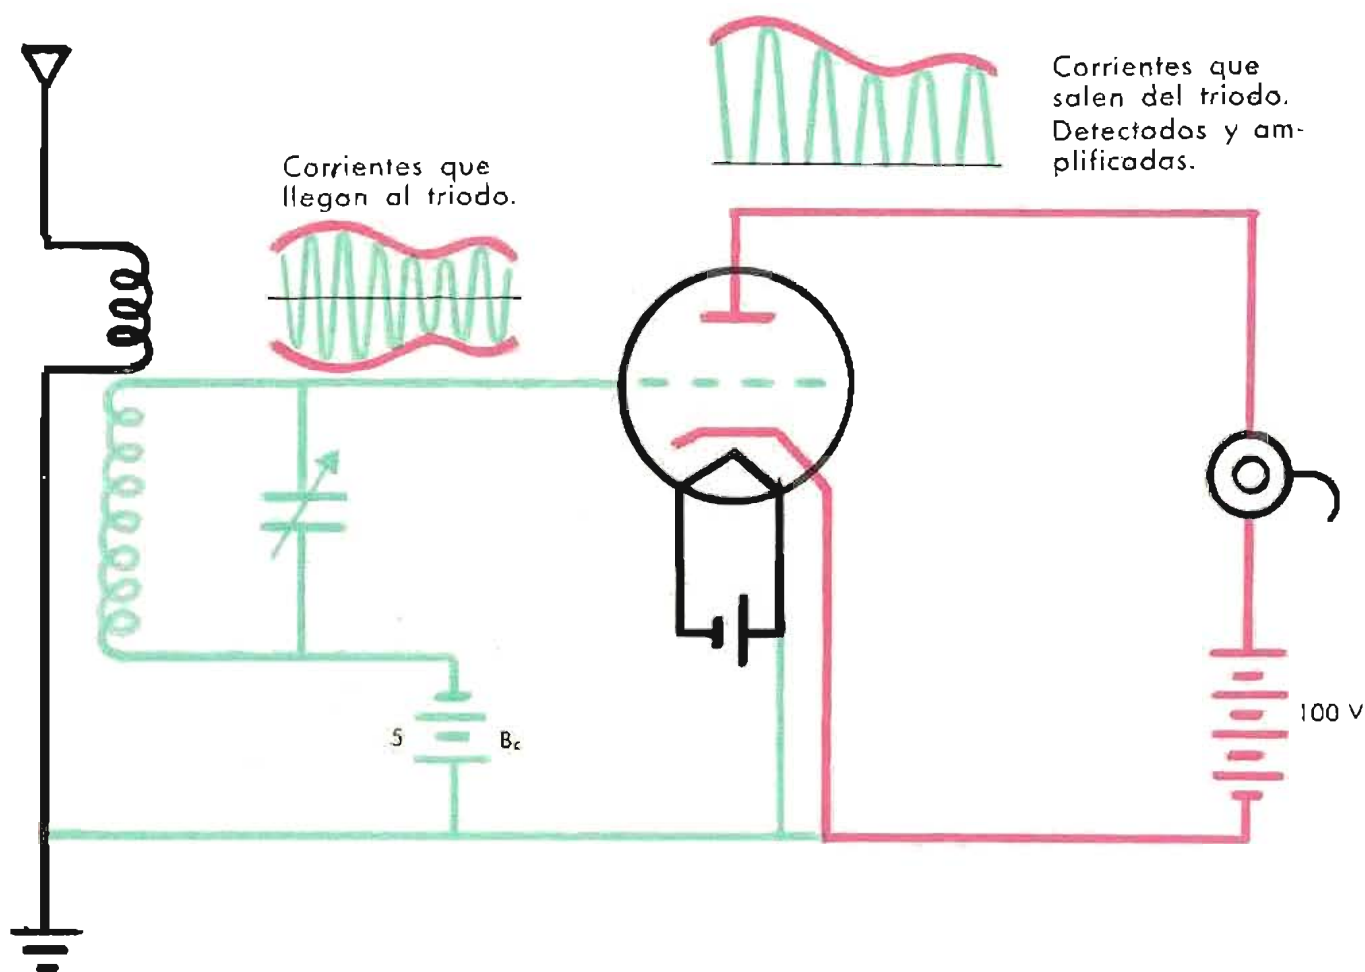 Corrientes que
salen del triodo.
Detectados y am-
plificadas.
Corrientes que
llegan al triodo.
5 Bc
100 V